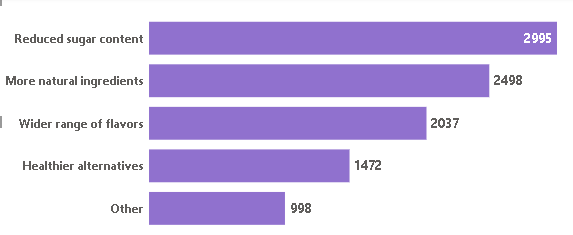 Reduced sugar content 2995
More natural ingredients 2498
Wider range of flavors 2037
Healthier alternatives 1472
Other 998